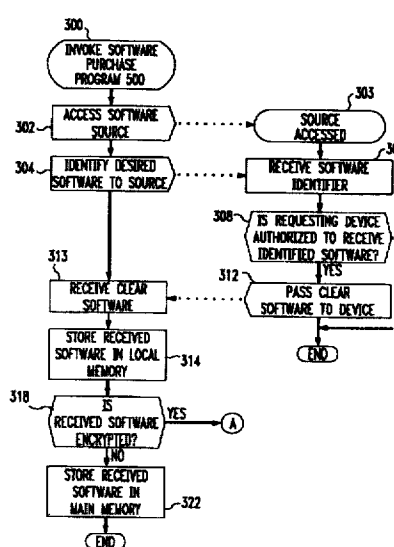 300
INVOKE SOFTWARE
PURCHASE
PROGRAM 500
302
ACCESS SOFTWARE
SOURCE
303
SOURCE
ACCESSED
304
IDENTIFY DESIRED
SOFTWARE TO SOURCE
RECEIVE SOFTWARE
IDENTIFIER
308
IS REQUESTING DEVICE
AUTHORIZED TO RECEIVE
IDENTIFIED SOFTWARE?
YES
313
RECEIVE CLEAR
SOFTWARE
312
PASS CLEAR
SOFTWARE TO DEVICE
END
STORE RECEIVED
SOFTWARE IN LOCAL
MEMORY
314
318
IS
RECEIVED SOFTWARE
ENCRYPTED?
YES
A
NO
STORE RECEIVED
SOFTWARE IN
MAIN MEMORY
322
END